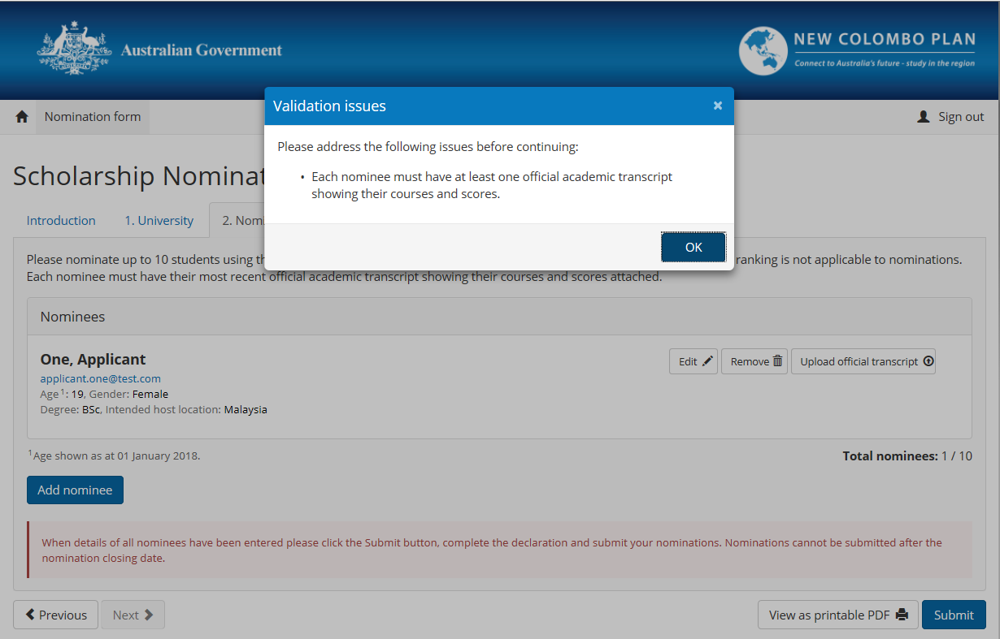 Australian Government
NEW COLOMBO PLAN
Connect to Australia's future - study in the region
Nomination form
Sign out
Validation issues
×
Please address the following issues before continuing:
• Each nominee must have at least one official academic transcript
showing their courses and scores.
OK
Scholarship Nominat
Introduction
1. University
2. Nom
Please nominate up to 10 students using th
ranking is not applicable to nominations.
Each nominee must have their most recent official academic transcript showing their courses and scores attached.
Nominees
One, Applicant
Edit
Remove
Upload official transcript
applicant.one@test.com
Age 1: 19, Gender: Female
Degree: BSc, Intended host location: Malaysia
1 Age shown as at 01 January 2018.
Total nominees: 1 / 10
Add nominee
When details of all nominees have been entered please click the Submit button, complete the declaration and submit your nominations. Nominations cannot be submitted after the
nomination closing date.
Previous
Next
View as printable PDF
Submit